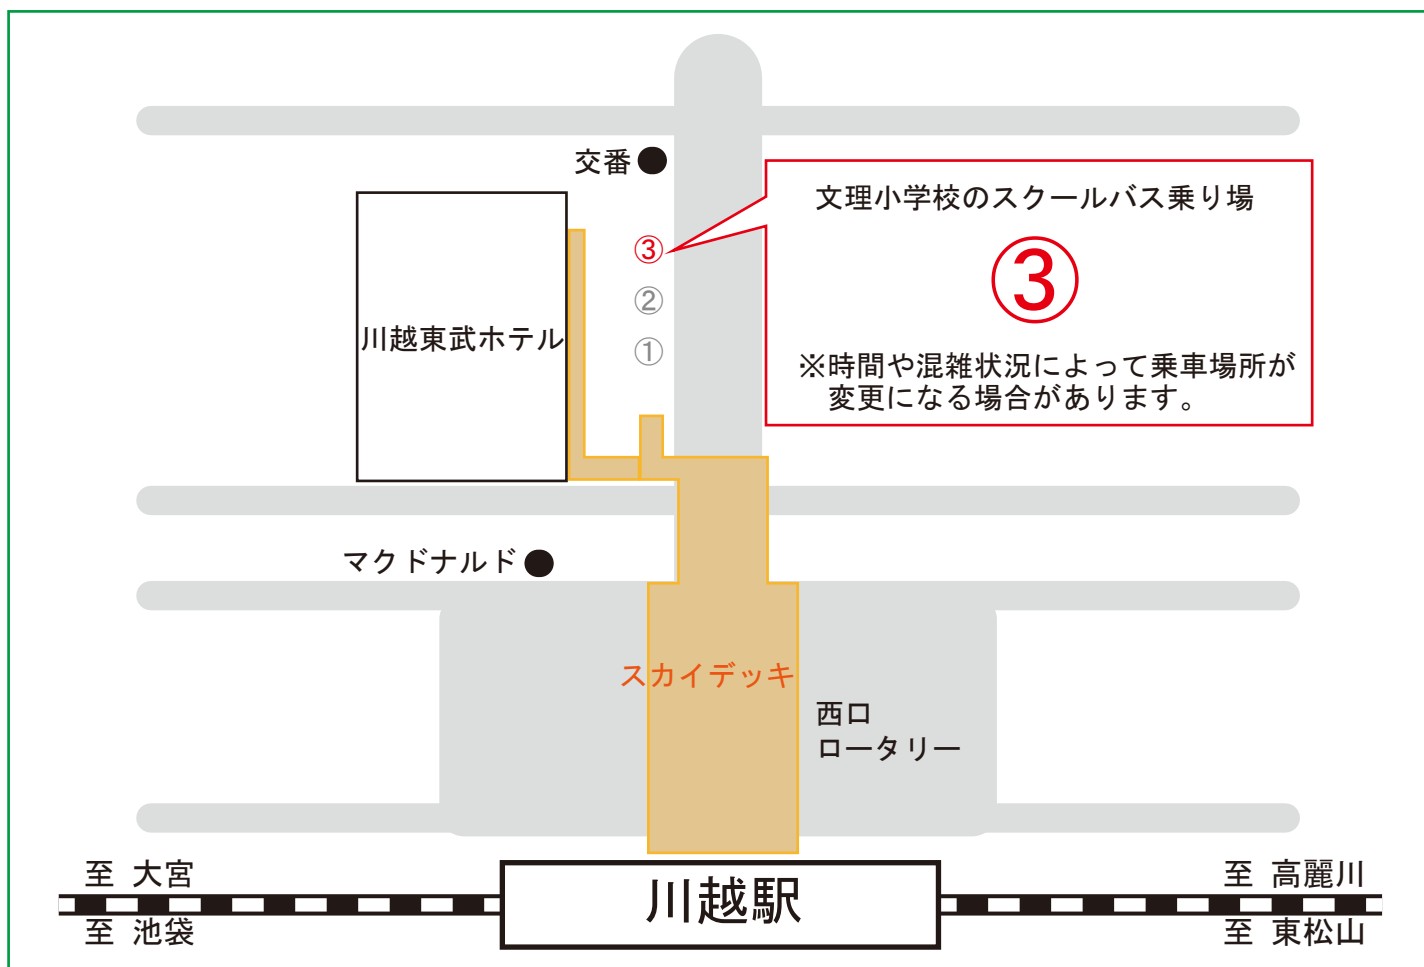 交番
文理小学校のスクールバス乗り場
③
※時間や混雑状況によって乗車場所が
変更になる場合があります。
③
②
①
川越東武ホテル
マクドナルド
スカイデッキ
西口
ロータリー
至 大宮
至 池袋
川越駅
至 高麗川
至 東松山